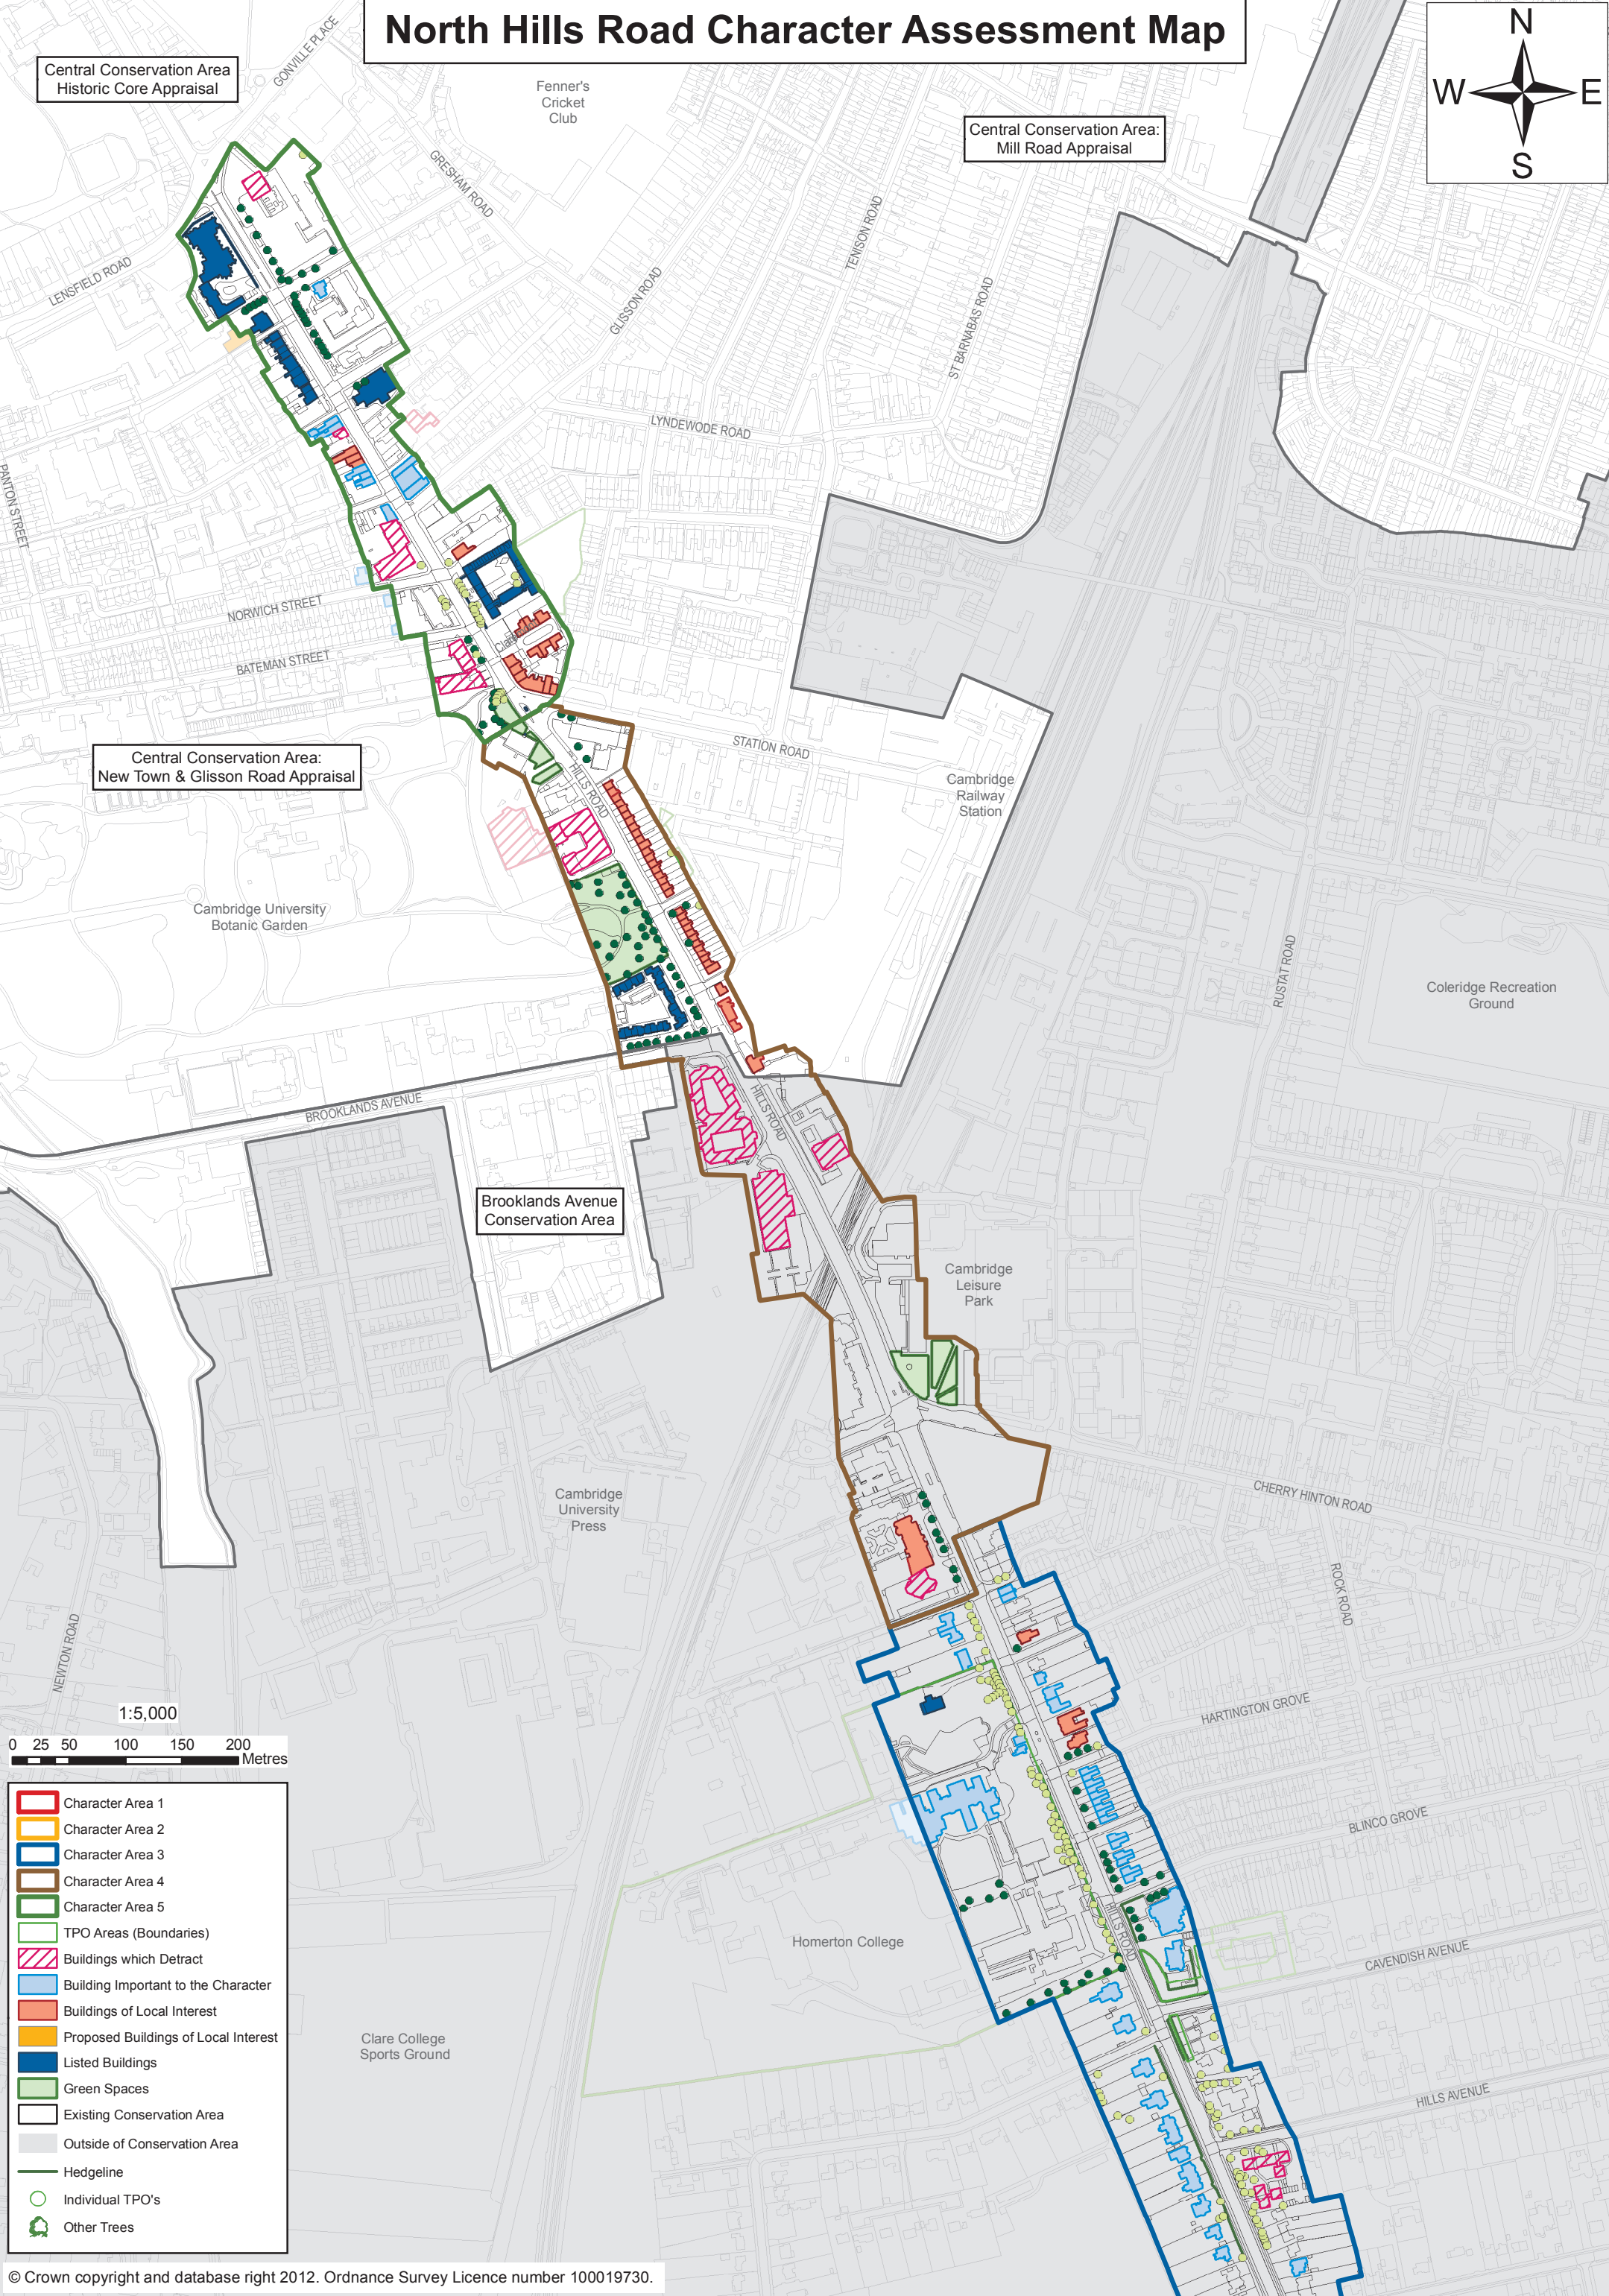 North Hills Road Character Assessment Map
N
W
E
S
Central Conservation Area
Historic Core Appraisal
GONVILLE PLACE
Fenner's
Cricket
Club
Central Conservation Area:
Mill Road Appraisal
GRESHAM ROAD
TENISON ROAD
LENSFIELD ROAD
GLISSON ROAD
ST BARNABAS ROAD
LYNDEWODE ROAD
PANTON STREET
NORWICH STREET
BATEMAN STREET
STATION ROAD
Central Conservation Area:
New Town & Glisson Road Appraisal
HILLS ROAD
Cambridge
Railway
Station
Cambridge University
Botanic Garden
RUSTAT ROAD
Coleridge Recreation
Ground
BROOKLANDS AVENUE
HILLS ROAD
Brooklands Avenue
Conservation Area
Cambridge
Leisure
Park
Cambridge
University
Press
CHERRY HINTON ROAD
ROCK ROAD
NEWTON ROAD
HARTINGTON GROVE
BLINCO GROVE
HILLS ROAD
Homerton College
CAVENDISH AVENUE
Clare College
Sports Ground
HILLS AVENUE
1:5,000
0 25 50 100 150 200
Metres
Character Area 1
Character Area 2
Character Area 3
Character Area 4
Character Area 5
TPO Areas (Boundaries)
Buildings which Detract
Building Important to the Character
Buildings of Local Interest
Proposed Buildings of Local Interest
Listed Buildings
Green Spaces
Existing Conservation Area
Outside of Conservation Area
Hedgeline
Individual TPO's
Other Trees
© Crown copyright and database right 2012. Ordnance Survey Licence number 100019730.